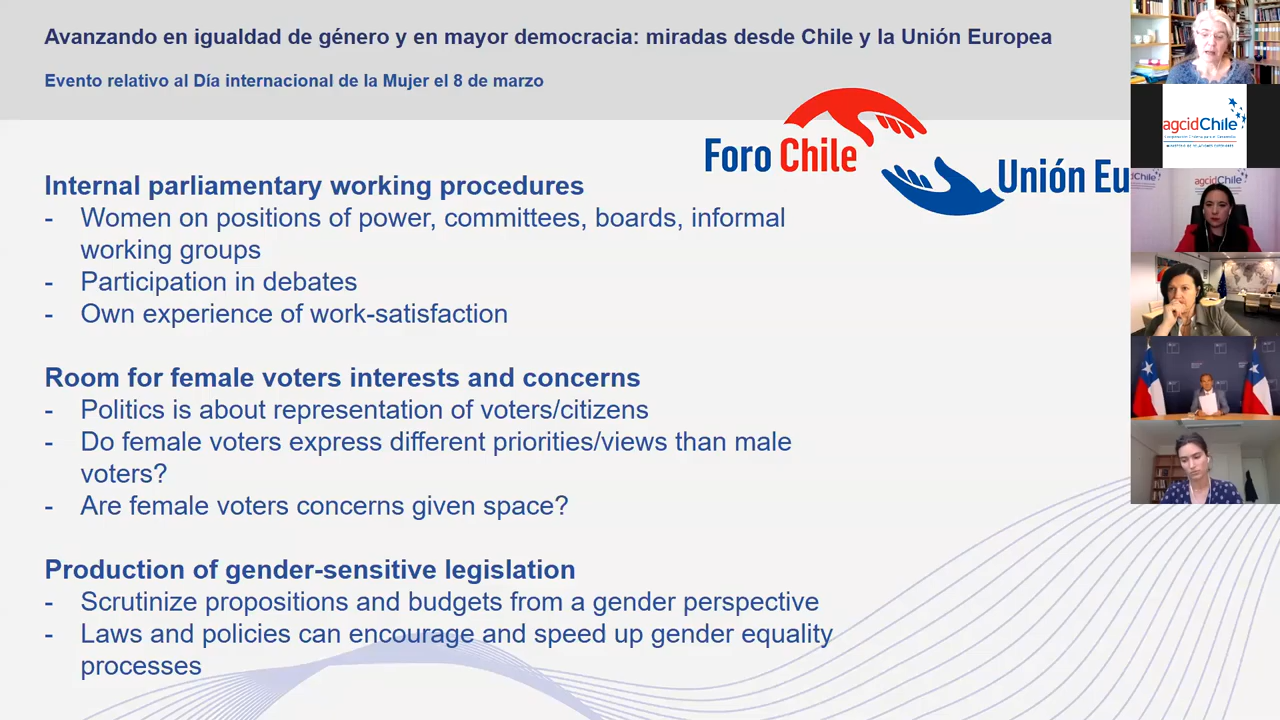 Avanzando en igualdad de género y en mayor democracia: miradas desde Chile y la Unión Europea
Evento relativo al Día internacional de la Mujer el 8 de marzo
Foro Chile
Unión Eu
Internal parliamentary working procedures
- Women on positions of power, committees, boards, informal
working groups
- Participation in debates
- Own experience of work-satisfaction
Room for female voters interests and concerns
- Politics is about representation of voters/citizens
- Do female voters express different priorities/views than male
voters?
- Are female voters concerns given space?
Production of gender-sensitive legislation
- Scrutinize propositions and budgets from a gender perspective
- Laws and policies can encourage and speed up gender equality
processes
agcidChile
agcidChile